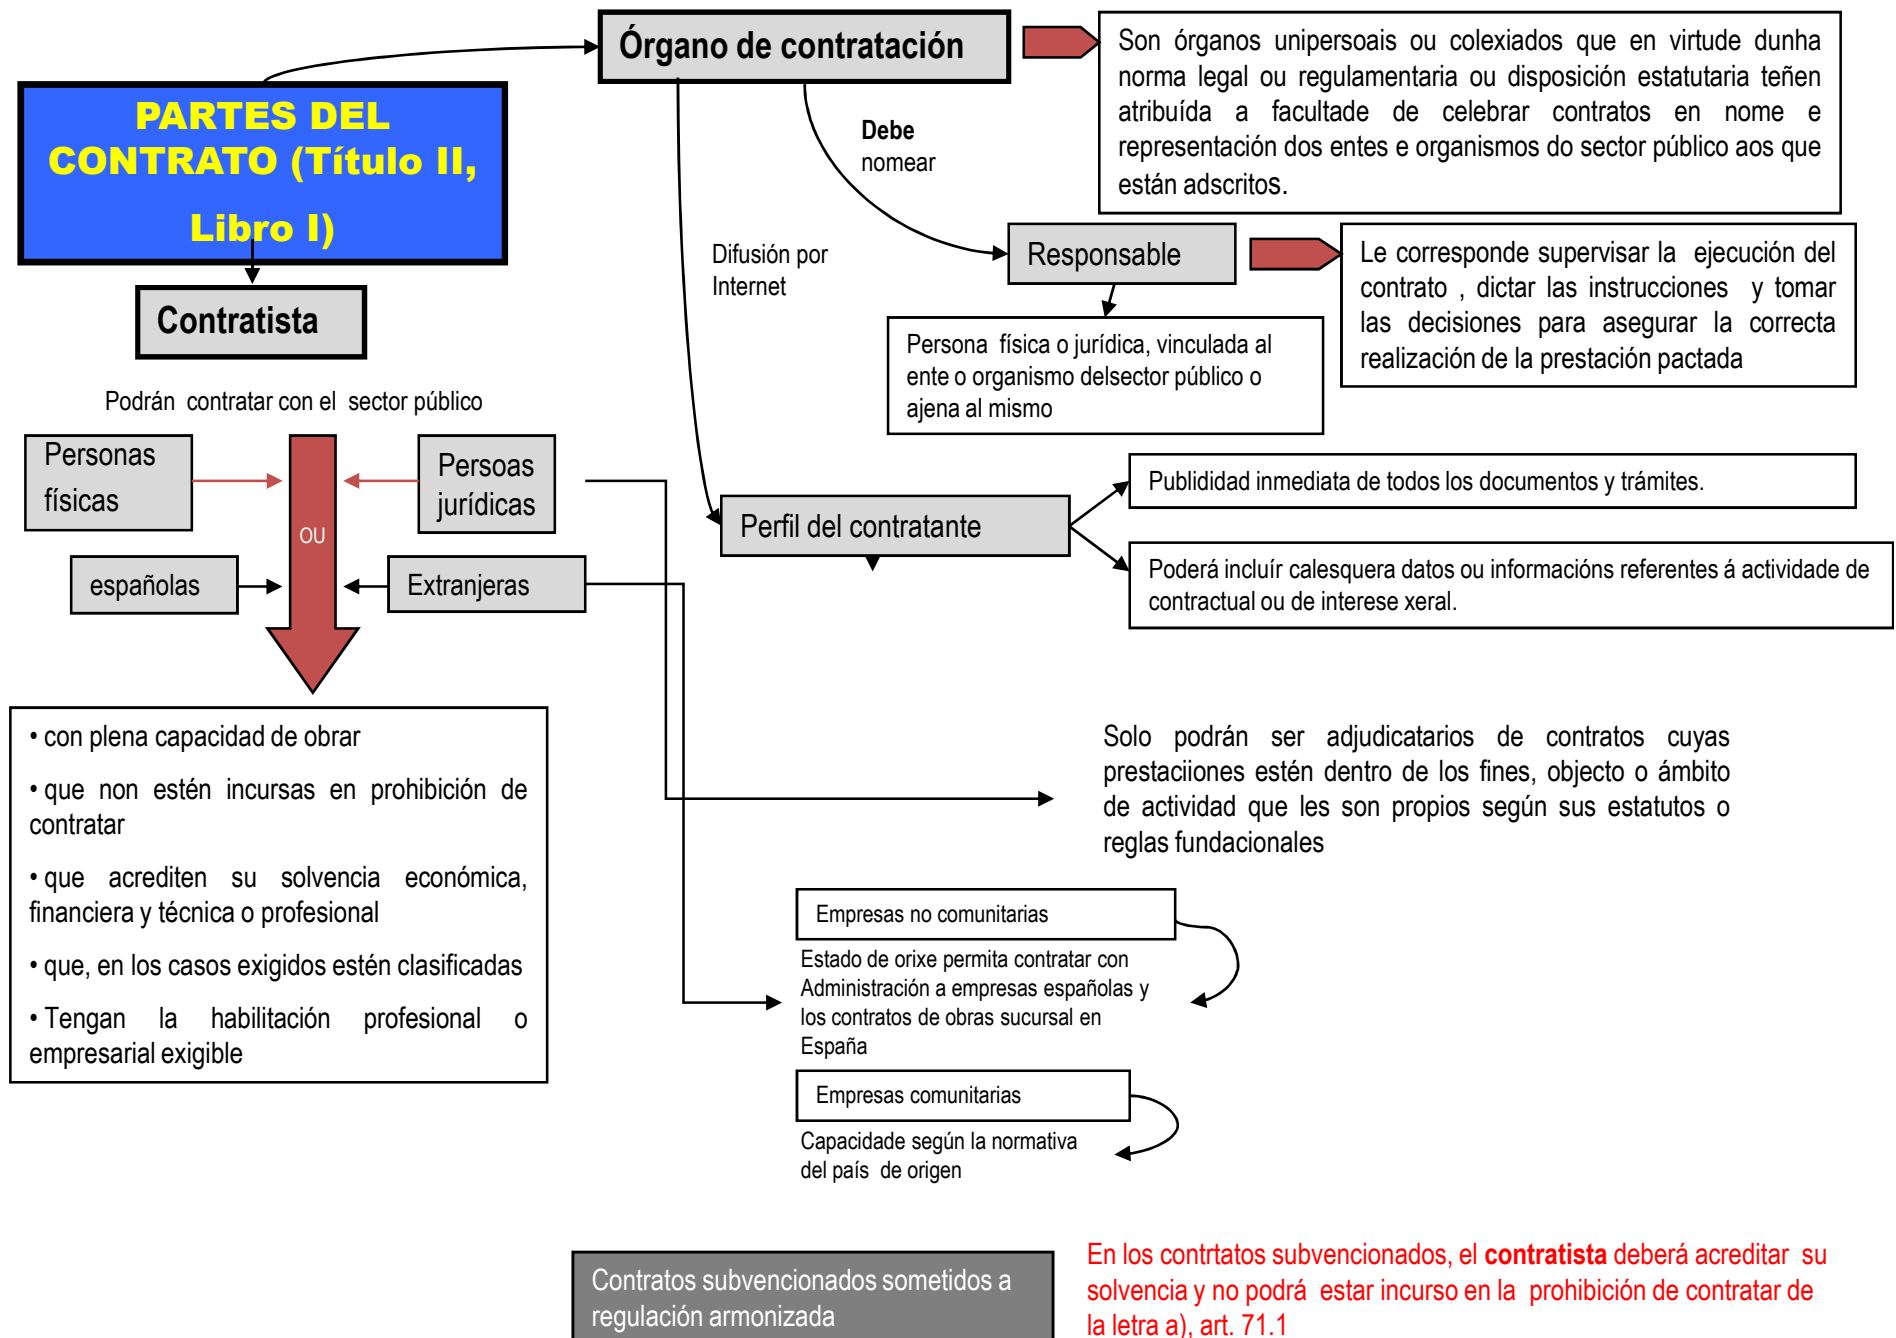 Órgano de contratación
Son órganos unipersoais ou colexiados que en virtude dunha
norma legal ou regulamentaria ou disposición estatutaria teñen
atribuída a facultade de celebrar contratos en nome e
representación dos entes e organismos do sector público aos que
están adscritos.
PARTES DEL
CONTRATO (Título II,
Libro I)
Debe
nomear
Difusión por
Internet
Responsable
Le corresponde supervisar la ejecución del
contrato , dictar las instrucciones y tomar
las decisiones para asegurar la correcta
realización de la prestación pactada
Contratista
Persona física o jurídica, vinculada al
ente o organismo delsector público o
ajena al mismo
Podrán contratar con el sector público
Personas
físicas
Persoas
jurídicas
OU
españolas
Extranjeras
Perfil del contratante
Publididad inmediata de todos los documentos y trámites.
Poderá incluír calesquera datos ou informacións referentes á actividade de
contractual ou de interese xeral.
• con plena capacidad de obrar
• que non estén incursas en prohibición de
contratar
• que acrediten su solvencia económica,
financiera y técnica o profesional
• que, en los casos exigidos estén clasificadas
• Tengan la habilitación profesional o
empresarial exigible
Solo podrán ser adjudicatarios de contratos cuyas
prestaciiones estén dentro de los fines, objecto o ámbito
de actividad que les son propios según sus estatutos o
reglas fundacionales
Empresas no comunitarias
Estado de orixe permita contratar con
Administración a empresas españolas y
los contratos de obras sucursal en
España
Empresas comunitarias
Capacidade según la normativa
del país de origen
Contratos subvencionados sometidos a
regulación armonizada
En los contrtatos subvencionados, el contratista deberá acreditar su
solvencia y no podrá estar incurso en la prohibición de contratar de
la letra a), art. 71.1